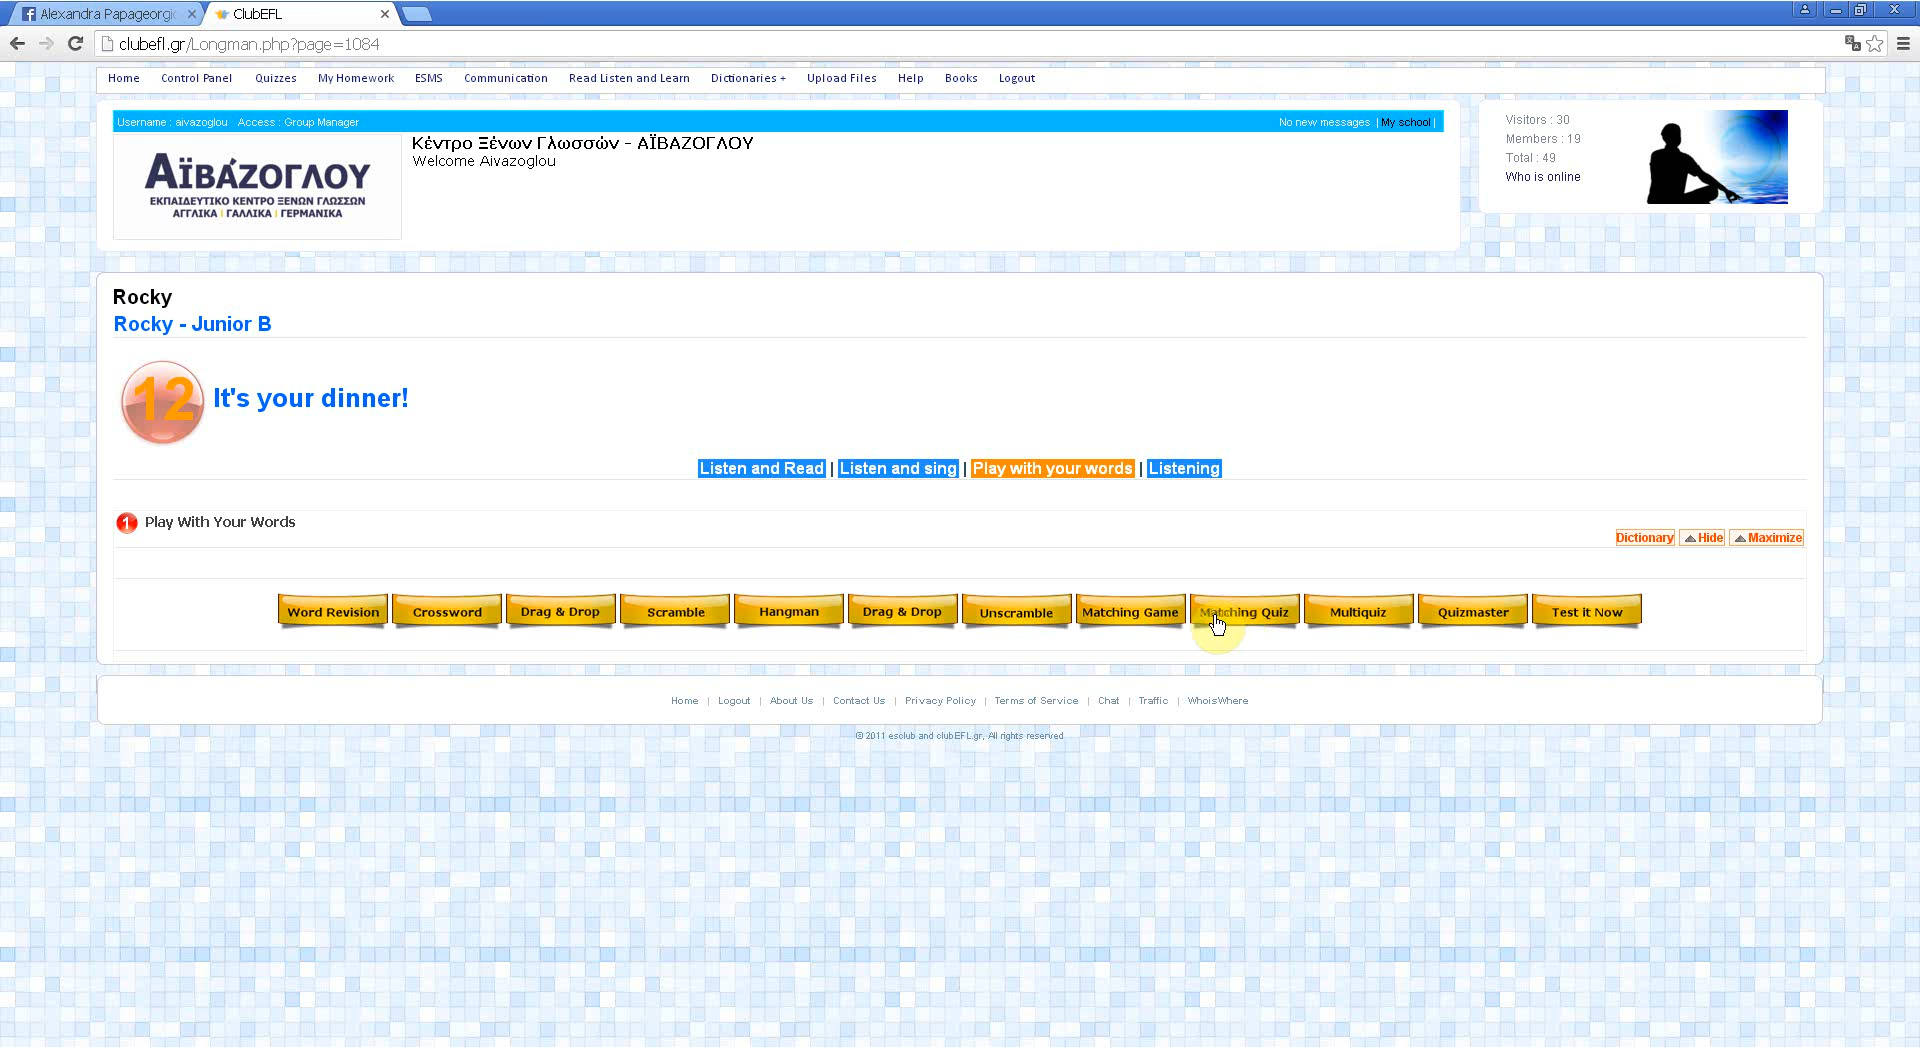 Alexandra Papageorgio
ClubEFL
clubefl.gr/Longman.php?page=1084
Home Control Panel Quizzes My Homework ESMS Communication Read Listen and Learn Dictionaries + Upload Files Help Books Logout
Username : aivazoglou Access : Group Manager No new messages | My school |
ΑΪΒΑΖΟΓΛΟΥ
ΕΚΠΑΙΔΕΥΤΙΚΟ ΚΕΝΤΡΟ ΞΕΝΩΝ ΓΛΩΣΣΩΝ
ΑΓΓΛΙΚΑ | ΓΑΛΛΙΚΑ | ΓΕΡΜΑΝΙΚΑ
Κέντρο Ξένων Γλωσσών - ΑΪΒΑΖΟΓΛΟΥ
Welcome Aivazoglou
Visitors : 30
Members : 19
Total : 49
Who is online
Rocky
Rocky - Junior B
12 It's your dinner!
Listen and Read | Listen and sing | Play with your words | Listening
1 Play With Your Words
Dictionary Hide Maximize
Word Revision Crossword Drag & Drop Scramble Hangman Drag & Drop Unscramble Matching Game Matching Quiz Multiquiz Quizmaster Test it Now
Home | Logout | About Us | Contact Us | Privacy Policy | Terms of Service | Chat | Traffic | WhoisWhere
© 2011 esclub and clubEFL.gr, All rights reserved